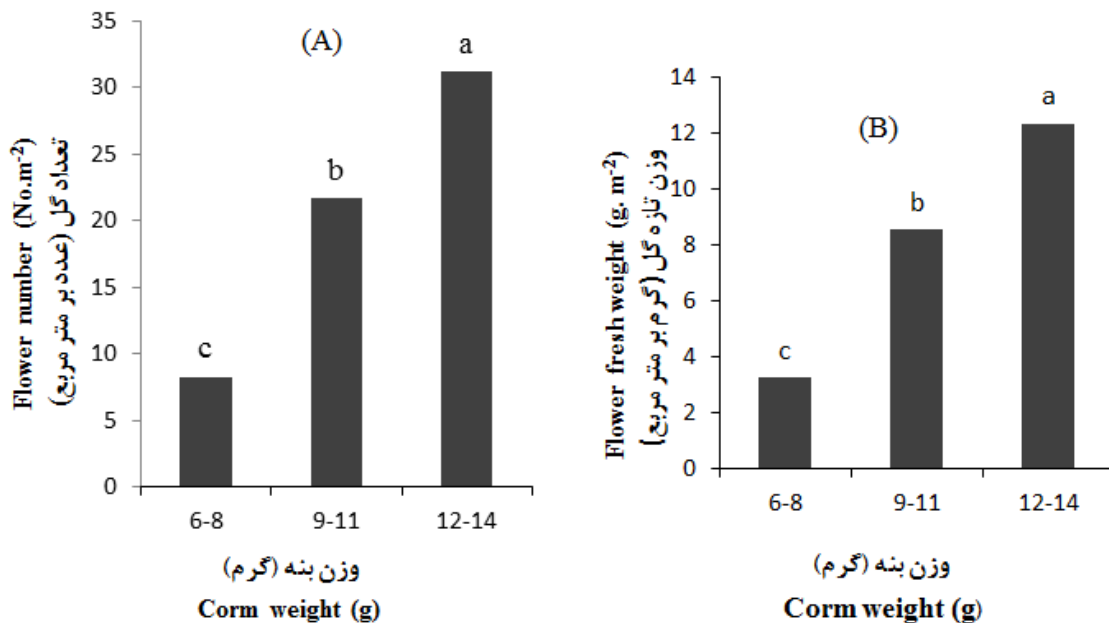 (A)
Flower number (No.m⁻²)
تعداد گل (عدد بر متر مربع)
35
30
25
20
15
10
5
0
a
b
c
6-8 9-11 12-14
وزن بنه (گرم)
Corm weight (g)
(B)
Flower fresh weight (g. m⁻²)
وزن تازه گل (گرم بر متر مربع)
14
12
10
8
6
4
2
0
a
b
c
6-8 9-11 12-14
وزن بنه (گرم)
Corm weight (g)